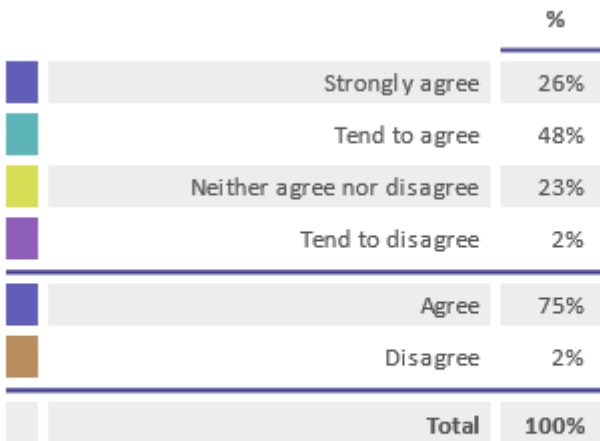 %
Strongly agree 26%
Tend to agree 48%
Neither agree nor disagree 23%
Tend to disagree 2%
Agree 75%
Disagree 2%
Total 100%